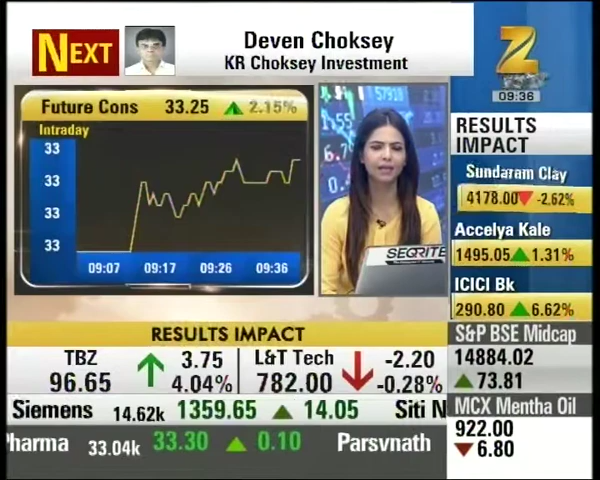 NEXT
Deven Choksey
KR Choksey Investment
Z
09:36
Future Cons 33.25 2.15%
Intraday
33
33
33
33
09:07 09:17 09:26 09:36
57918
SEQRITE
RESULTS
IMPACT
Sundaram Clay
4178.00 -2.62%
Accelya Kale
1495.05 1.31%
ICICI Bk
290.80 6.62%
RESULTS IMPACT
TBZ 3.75 L&T Tech -2.20
96.65 4.04% 782.00 -0.28%
S&P BSE Midcap
14884.02
73.81
Siemens 14.62k 1359.65 14.05 Siti N
MCX Mentha Oil
922.00
6.80
Pharma 33.04k 33.30 0.10 Parsvnath